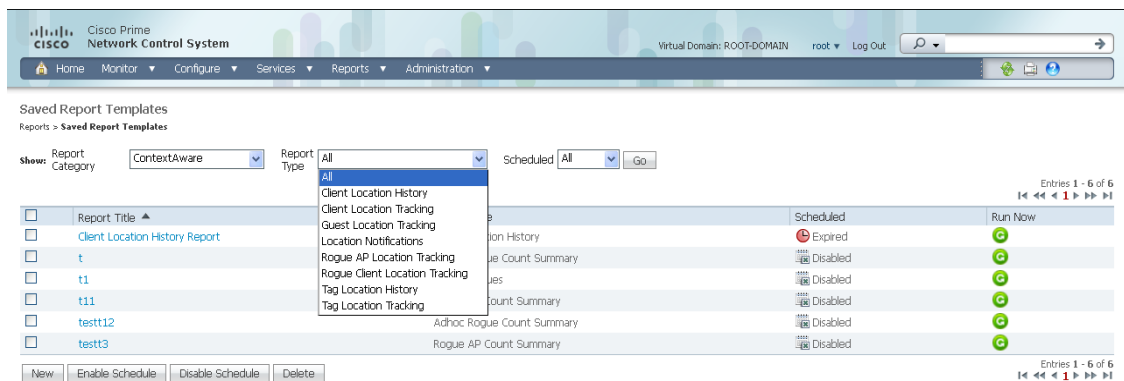 Cisco Prime
CISCO Network Control System
Virtual Domain: ROOT-DOMAIN root Log Out
Home Monitor Configure Services Reports Administration
Saved Report Templates
Reports > Saved Report Templates
Show: Report Category ContextAware Report Type All Scheduled All Go
All
Client Location History
Client Location Tracking
Guest Location Tracking
Location Notifications
Rogue AP Location Tracking
Rogue Client Location Tracking
Tag Location History
Tag Location Tracking
Entries 1 - 6 of 6
1
Report Title Scheduled Run Now
Client Location History Report History Expired
t Count Summary Disabled
t1 Disabled
t11 Count Summary Disabled
testt12 Adhoc Rogue Count Summary Disabled
testt3 Rogue AP Count Summary Disabled
New Enable Schedule Disable Schedule Delete
Entries 1 - 6 of 6
1